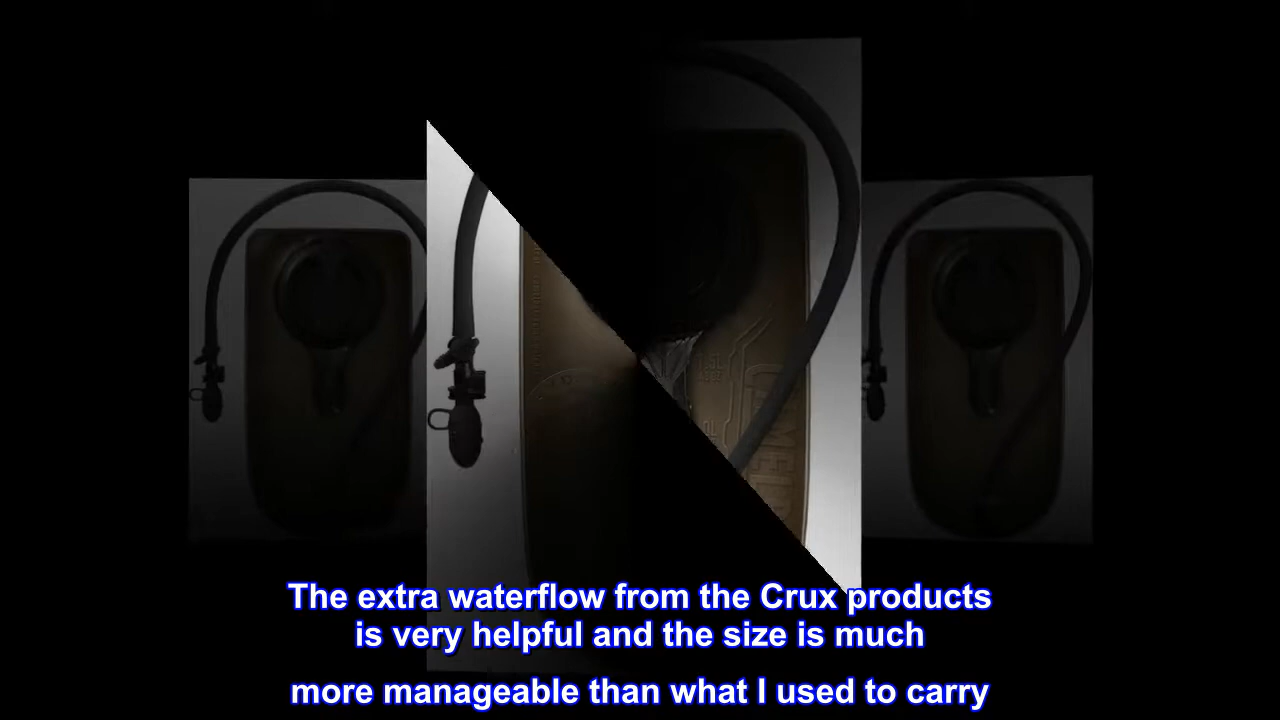 The extra waterflow from the Crux products
is very helpful and the size is much
more manageable than what I used to carry